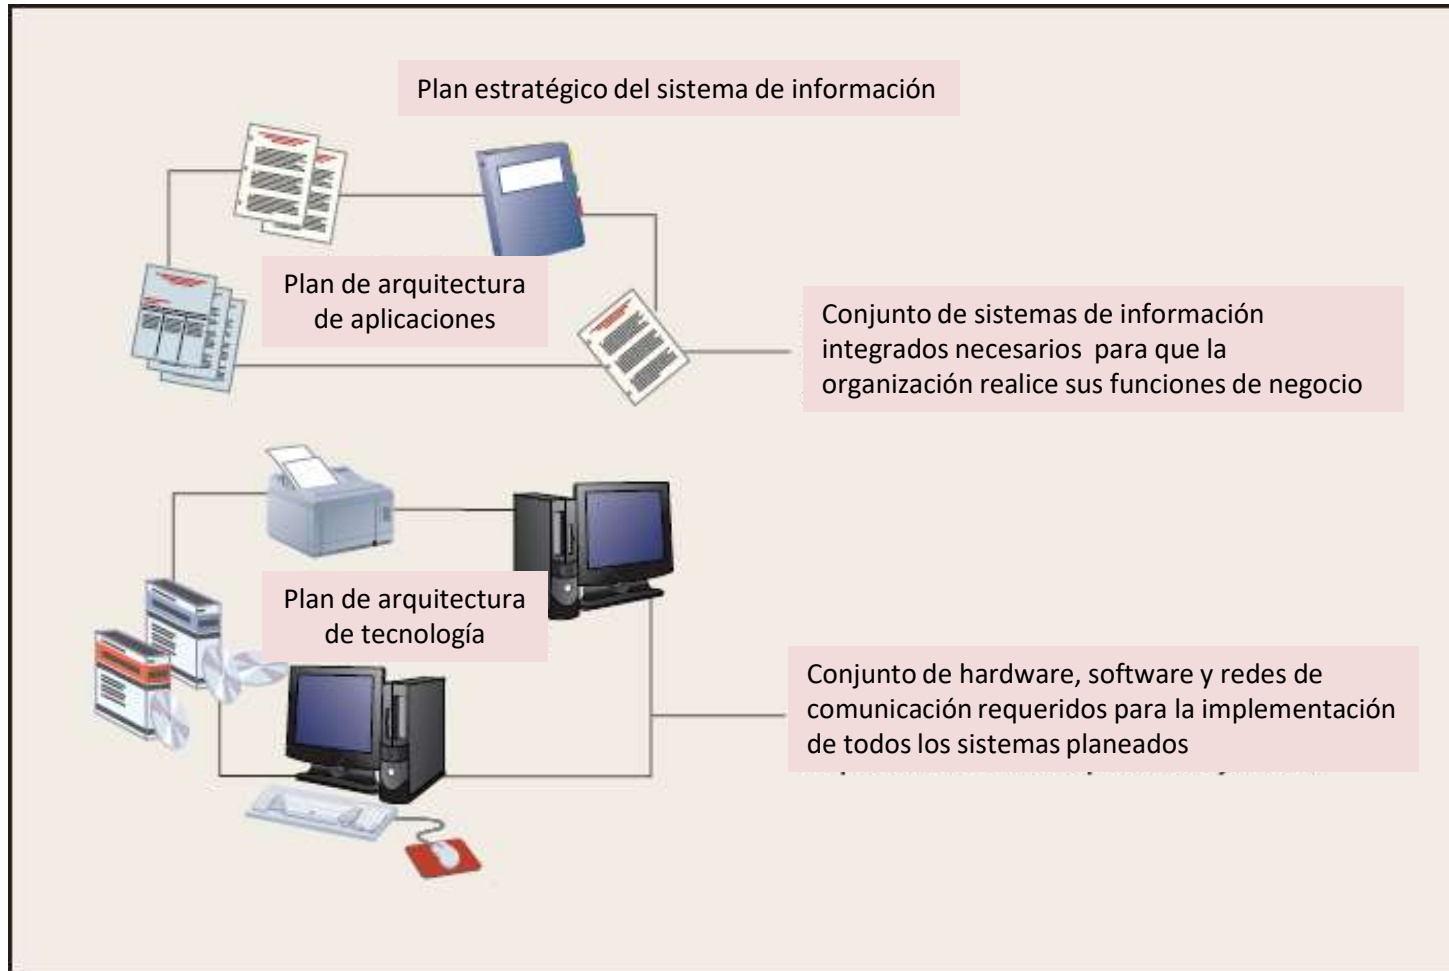 Plan estratégico del sistema de información
Plan de arquitectura
de aplicaciones
Conjunto de sistemas de información
integrados necesarios para que la
organización realice sus funciones de negocio
Plan de arquitectura
de tecnología
Conjunto de hardware, software y redes de
comunicación requeridos para la implementación
de todos los sistemas planeados